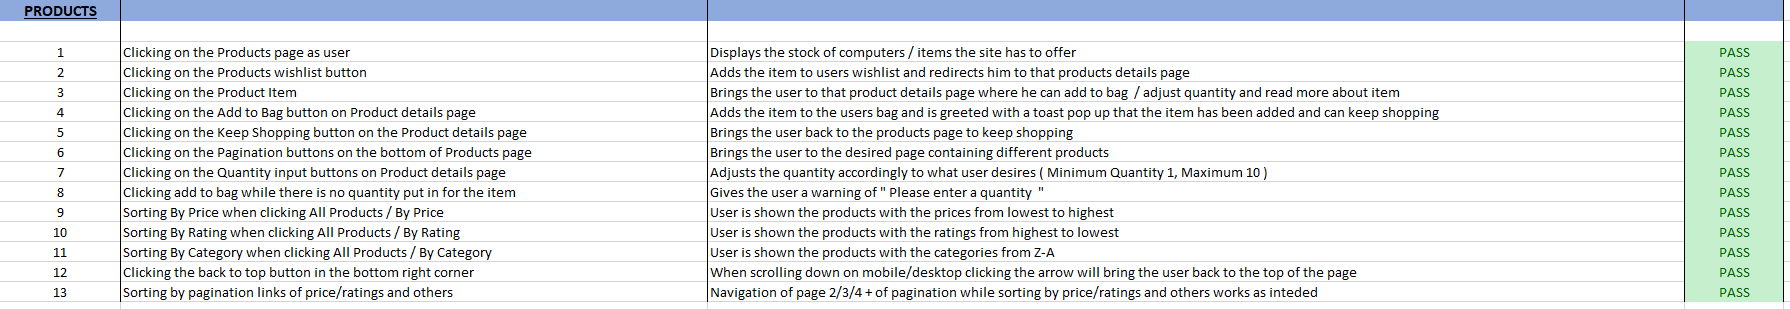 PRODUCTS
1 Clicking on the Products page as user Displays the stock of computers / items the site has to offer PASS
2 Clicking on the Products wishlist button Adds the item to users wishlist and redirects him to that products details page PASS
3 Clicking on the Product Item Brings the user to that product details page where he can add to bag / adjust quantity and read more about item PASS
4 Clicking on the Add to Bag button on Product details page Adds the item to the users bag and is greeted with a toast pop up that the item has been added and can keep shopping PASS
5 Clicking on the Keep Shopping button on the Product details page Brings the user back to the products page to keep shopping PASS
6 Clicking on the Pagination buttons on the bottom of Products page Brings the user to the desired page containing different products PASS
7 Clicking on the Quantity input buttons on Product details page Adjusts the quantity accordingly to what user desires ( Minimum Quantity 1, Maximum 10 ) PASS
8 Clicking add to bag while there is no quantity put in for the item Gives the user a warning of " Please enter a quantity " PASS
9 Sorting By Price when clicking All Products / By Price User is shown the products with the prices from lowest to highest PASS
10 Sorting By Rating when clicking All Products / By Rating User is shown the products with the ratings from highest to lowest PASS
11 Sorting By Category when clicking All Products / By Category User is shown the products with the categories from Z-A PASS
12 Clicking the back to top button in the bottom right corner When scrolling down on mobile/desktop clicking the arrow will bring the user back to the top of the page PASS
13 Sorting by pagination links of price/ratings and others Navigation of page 2/3/4 + of pagination while sorting by price/ratings and others works as inteded PASS